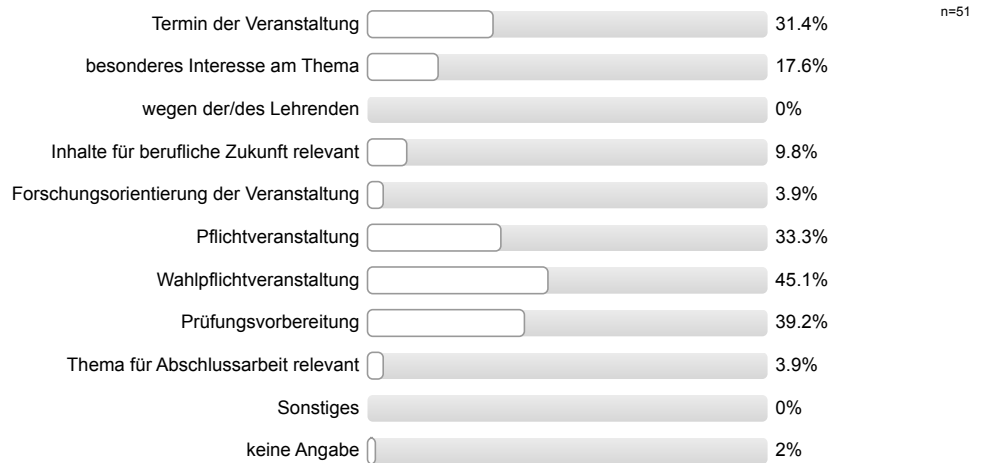 n=51
Termin der Veranstaltung 31.4%
besonderes Interesse am Thema 17.6%
wegen der/des Lehrenden 0%
Inhalte für berufliche Zukunft relevant 9.8%
Forschungsorientierung der Veranstaltung 3.9%
Pflichtveranstaltung 33.3%
Wahlpflichtveranstaltung 45.1%
Prüfungsvorbereitung 39.2%
Thema für Abschlussarbeit relevant 3.9%
Sonstiges 0%
keine Angabe 2%